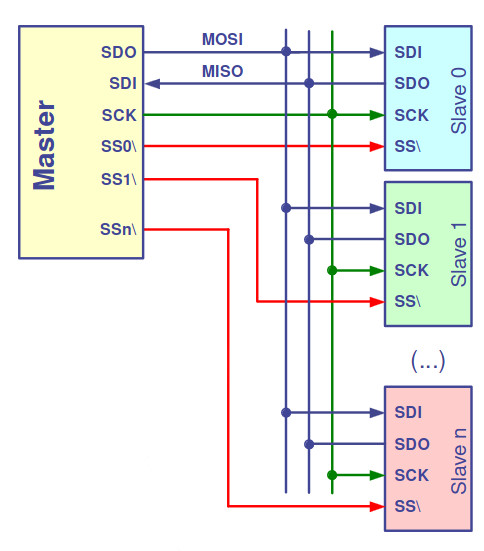 Master
SDO
SDI
SCK
SS0\
SS1\
SSn\
MOSI
MISO
SDI
SDO
SCK
SS\
Slave 0
SDI
SDO
SCK
SS\
Slave 1
(...)
SDI
SDO
SCK
SS\
Slave n